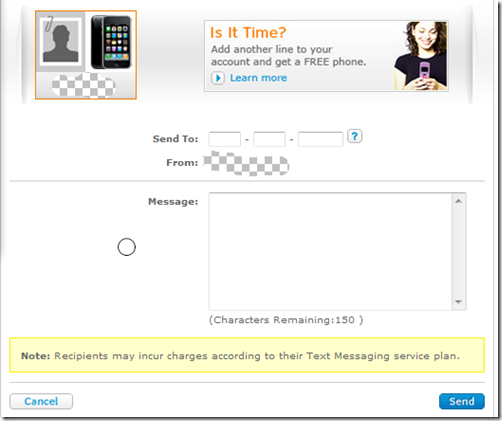 Is It Time?
Add another line to your
account and get a FREE phone.
Learn more
Send To: - - ?
From:
Message:
(Characters Remaining:150 )
Note: Recipients may incur charges according to their Text Messaging service plan.
Cancel Send